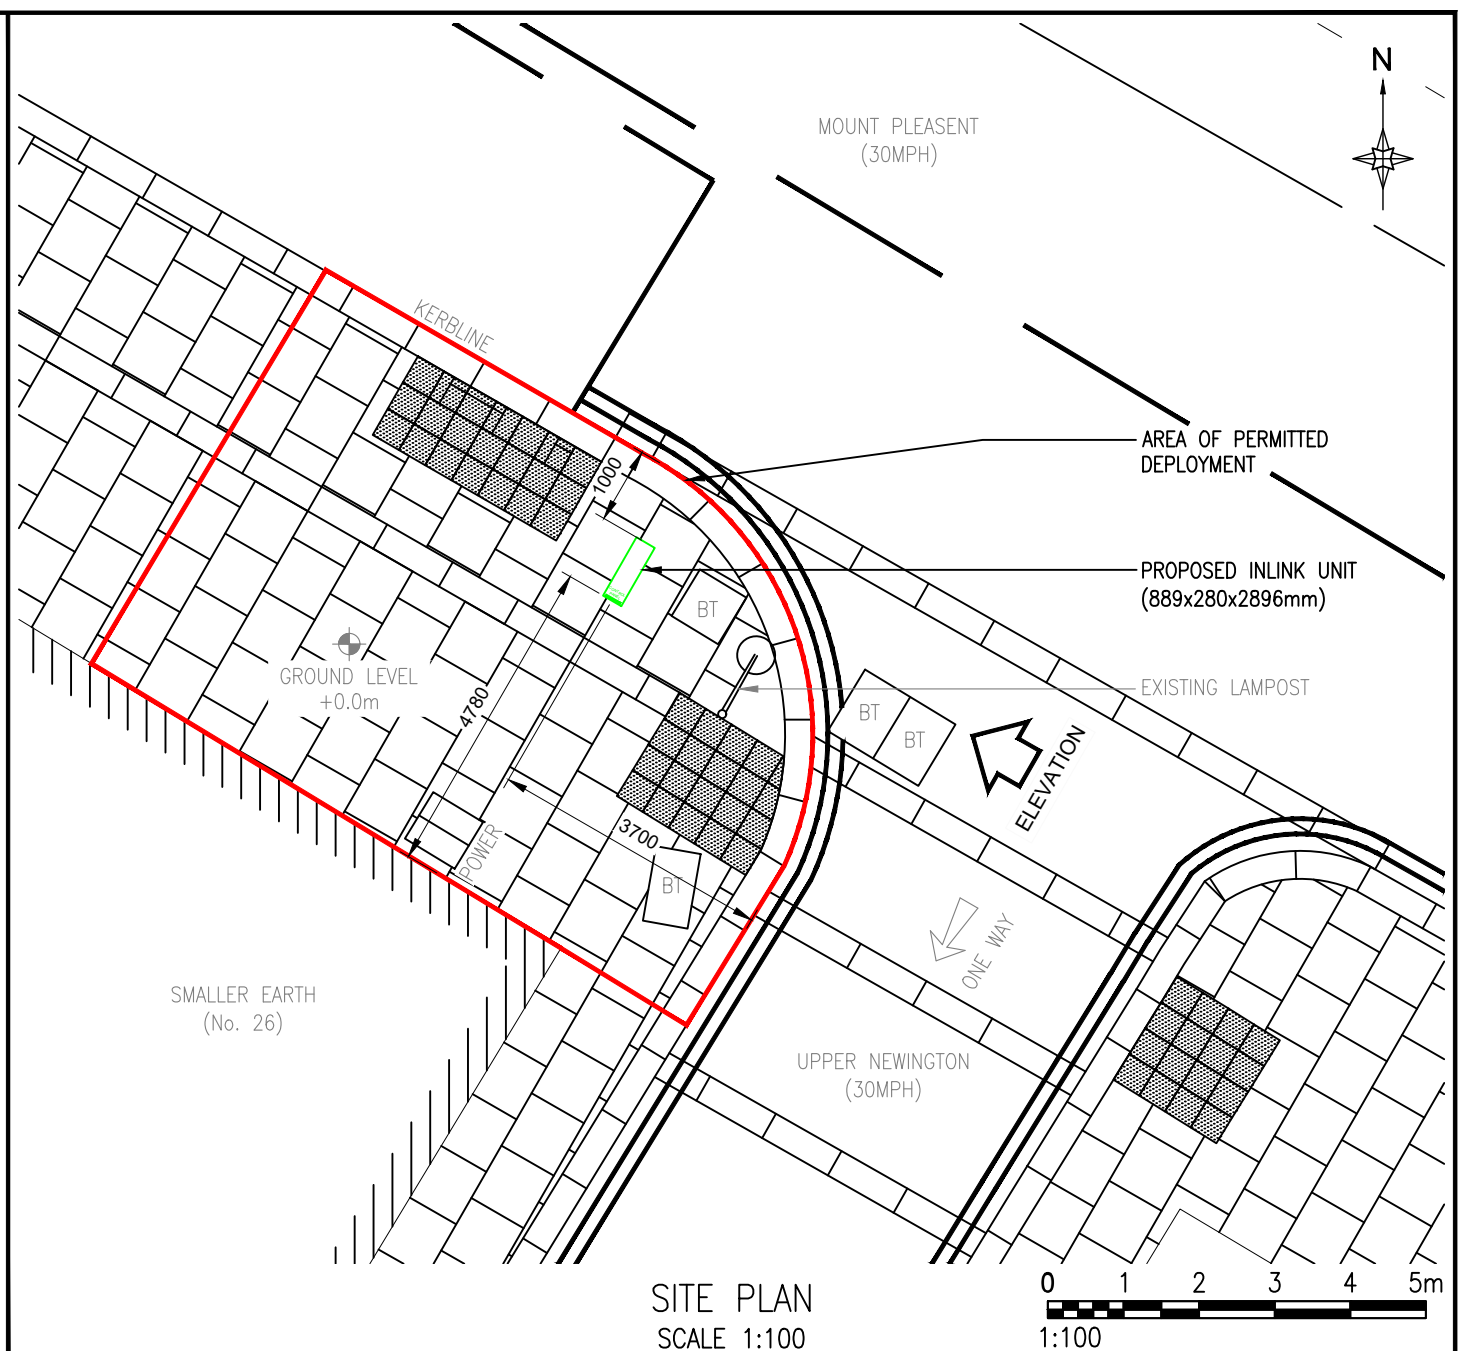 N
MOUNT PLEASENT
(30MPH)
KERBLINE
AREA OF PERMITTED
DEPLOYMENT
1000
PROPOSED INLINK UNIT
(889x280x2896mm)
BT
GROUND LEVEL
+0.0m
EXISTING LAMPOST
4780
BT
BT
ELEVATION
3700
POWER
BT
ONE WAY
SMALLER EARTH
(No. 26)
UPPER NEWINGTON
(30MPH)
SITE PLAN
SCALE 1:100
0 1 2 3 4 5m
1:100